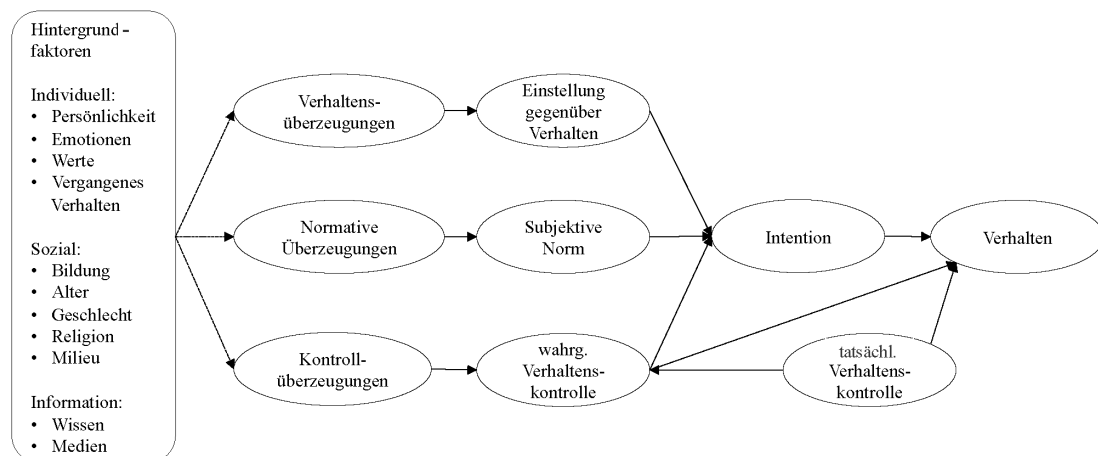 Hintergrund-
faktoren
Individuell:
• Persönlichkeit
• Emotionen
• Werte
• Vergangenes
Verhalten
Sozial:
• Bildung
• Alter
• Geschlecht
• Religion
• Milieu
Information:
• Wissen
• Medien
Verhaltens-
überzeugungen
Einstellung
gegenüber
Verhalten
Normative
Überzeugungen
Subjektive
Norm
Intention
Verhalten
Kontroll-
überzeugungen
wahrg.
Verhaltens-
kontrolle
tatsächl.
Verhaltens-
kontrolle